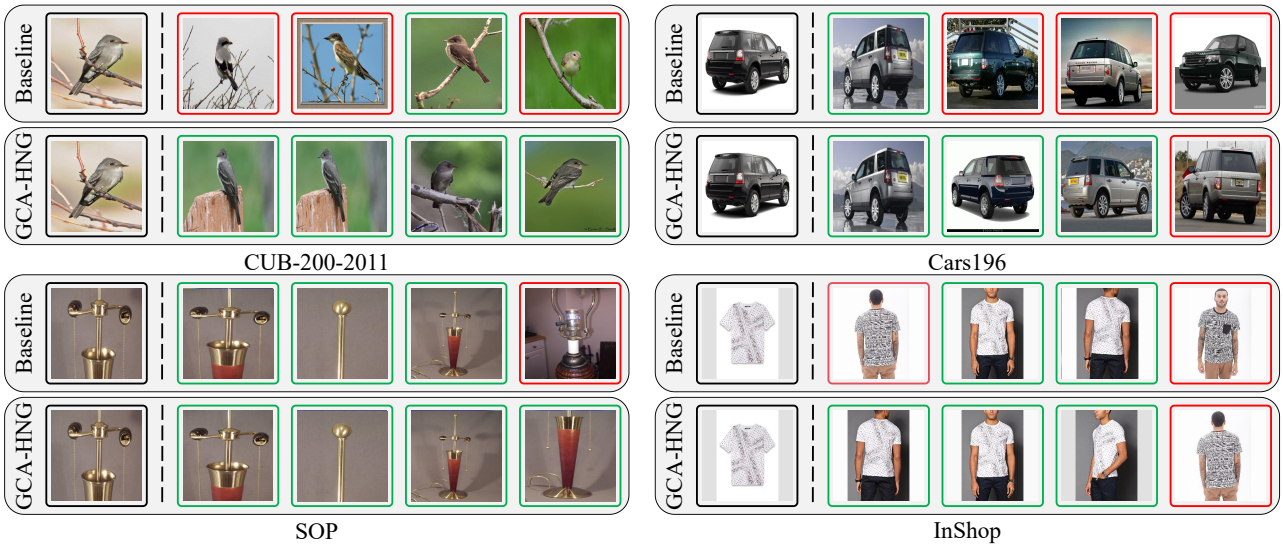 Baseline
GCA-HNG
CUB-200-2011
Baseline
GCA-HNG
Cars196
Baseline
GCA-HNG
SOP
Baseline
GCA-HNG
InShop